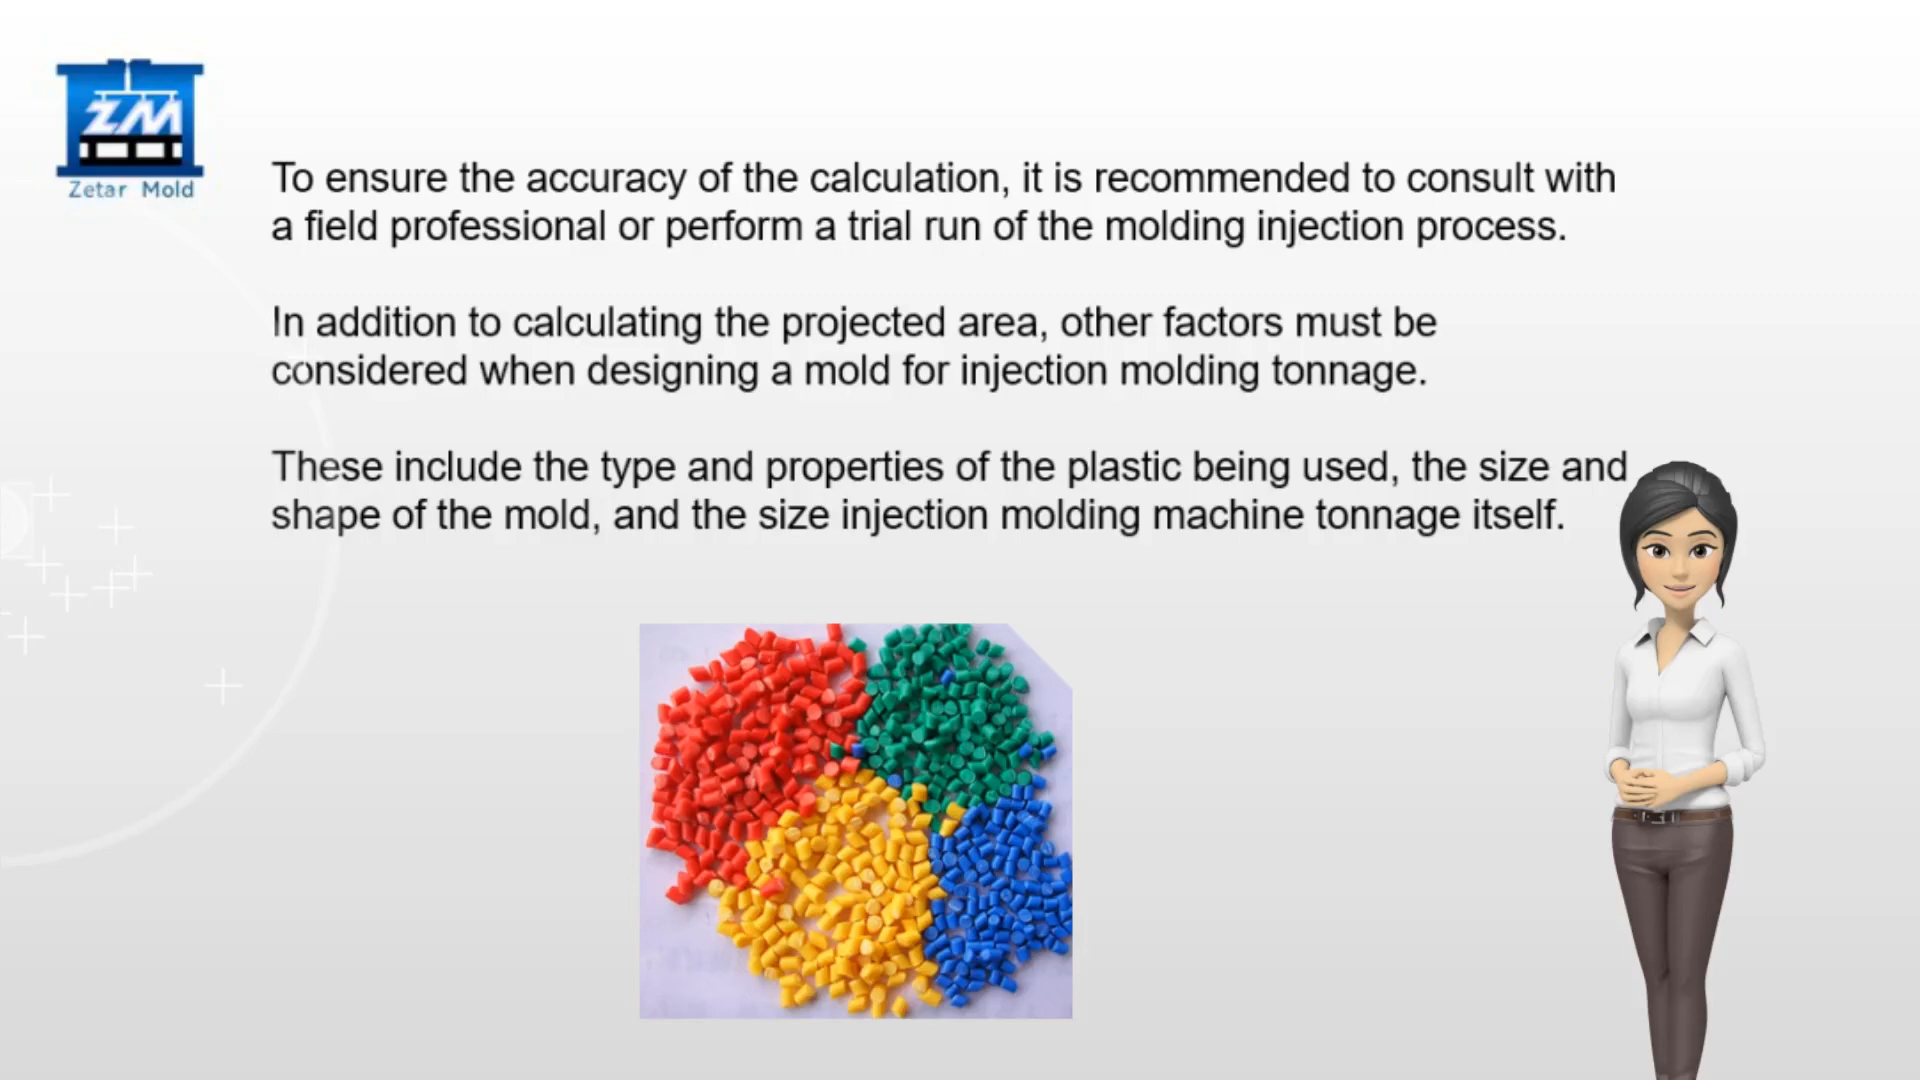 ZM
Zetar Mold
To ensure the accuracy of the calculation, it is recommended to consult with
a field professional or perform a trial run of the molding injection process.
In addition to calculating the projected area, other factors must be
considered when designing a mold for injection molding tonnage.
These include the type and properties of the plastic being used, the size and
shape of the mold, and the size injection molding machine tonnage itself.